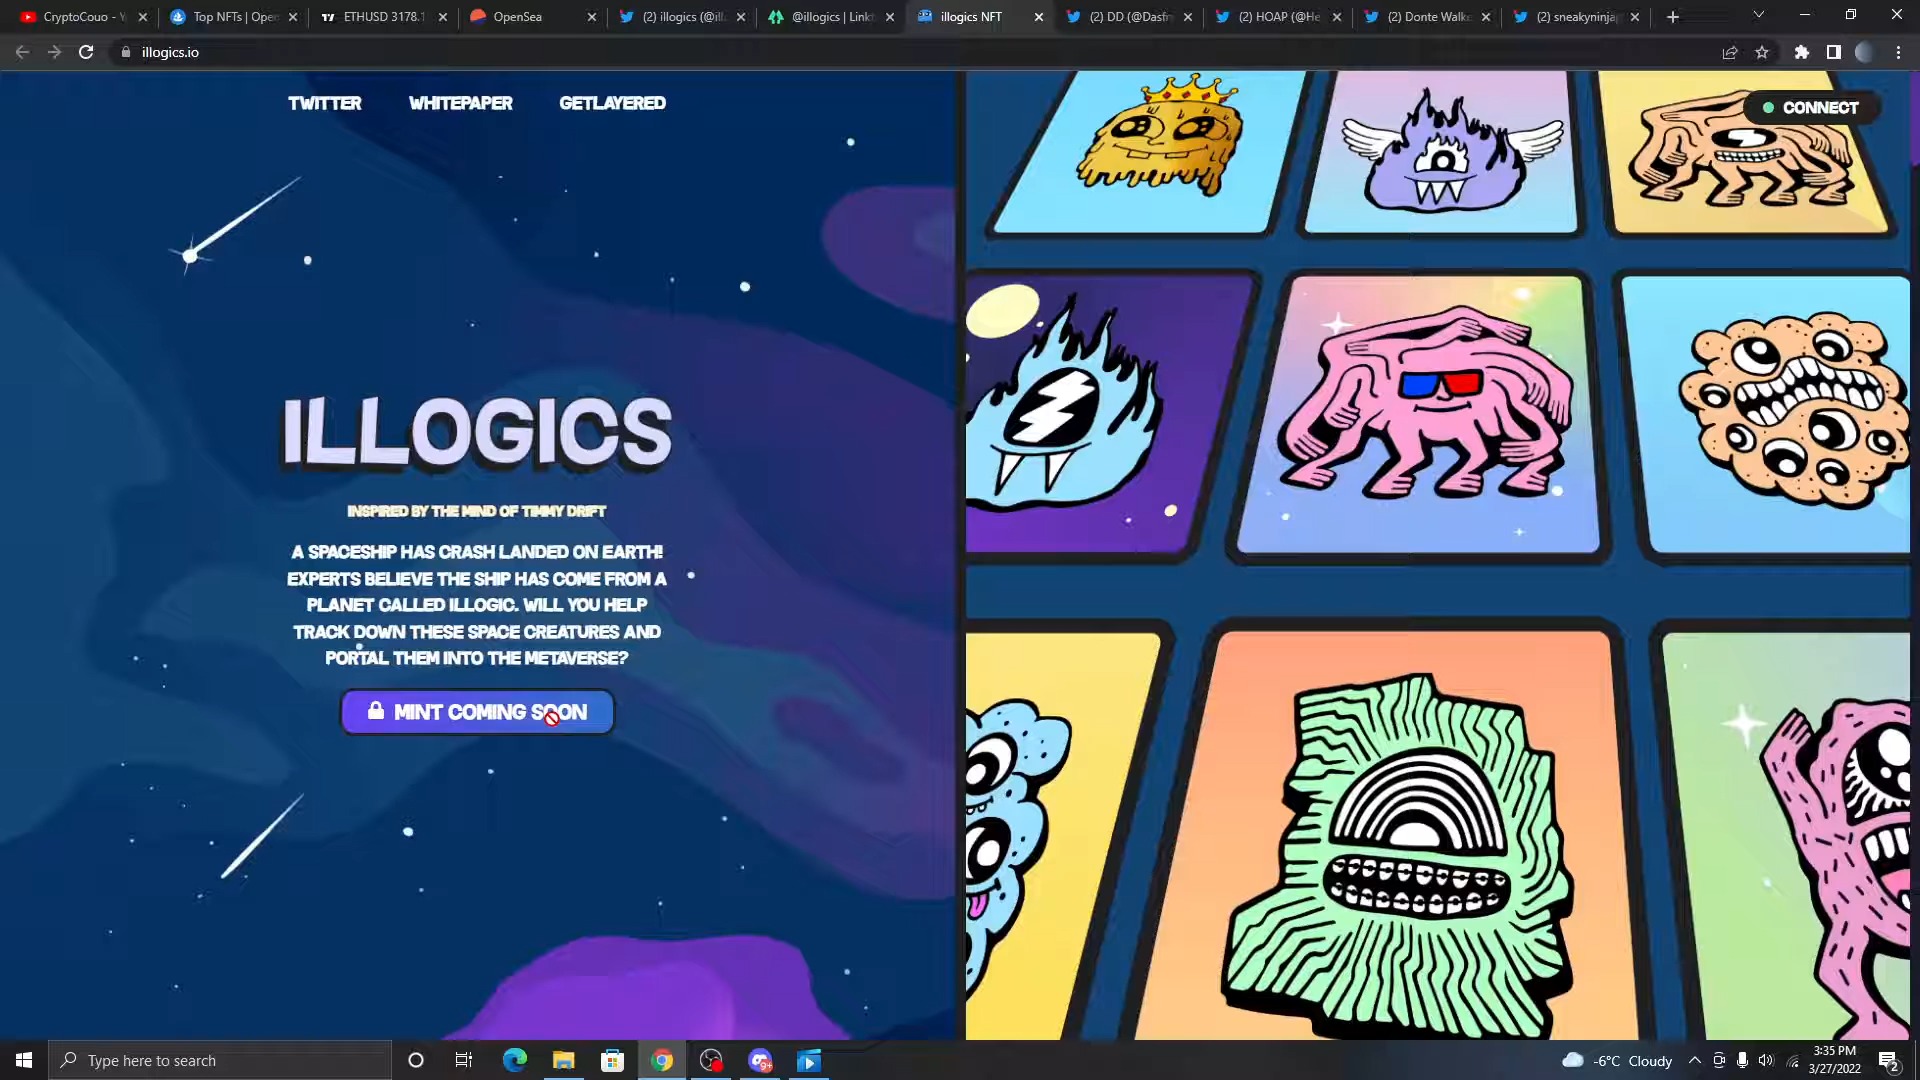 CryptoCouo - Y
Top NFTs | Open
ETHUSD 3178.1
OpenSea
(2) illogics (@ill
@illogics | Link
illogics NFT
(2) DD (@Dasfm
(2) HOAP (@He
(2) Donte Walk
(2) sneakyninja
illogics.io
TWITTER
WHITEPAPER
GETLAYERED
CONNECT
ILLOGICS
INSPIRED BY THE MIND OF TIMMY DRIFT
A SPACESHIP HAS CRASH LANDED ON EARTH!
EXPERTS BELIEVE THE SHIP HAS COME FROM A
PLANET CALLED ILLOGIC. WILL YOU HELP
TRACK DOWN THESE SPACE CREATURES AND
PORTAL THEM INTO THE METAVERSE?
MINT COMING SOON
Type here to search
9+
-6°C Cloudy
3:35 PM
3/27/2022
2